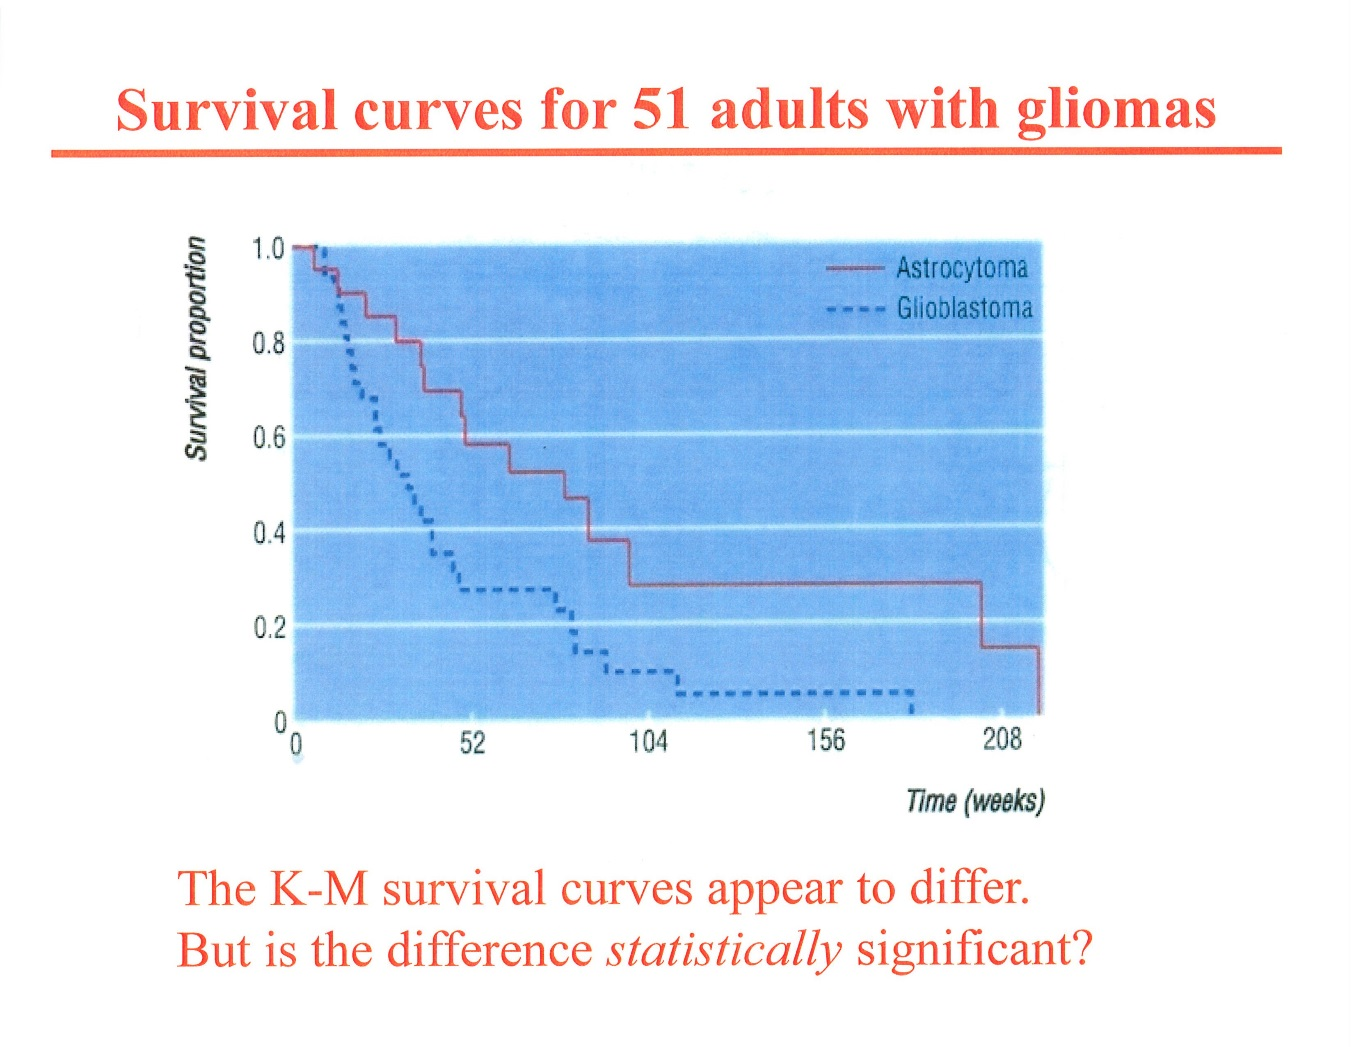 Survival curves for 51 adults with gliomas
Survival proportion
1.0
0.8
0.6
0.4
0.2
0
Astrocytoma
Glioblastoma
0 52 104 156 208
Time (weeks)
The K-M survival curves appear to differ.
But is the difference statistically significant?